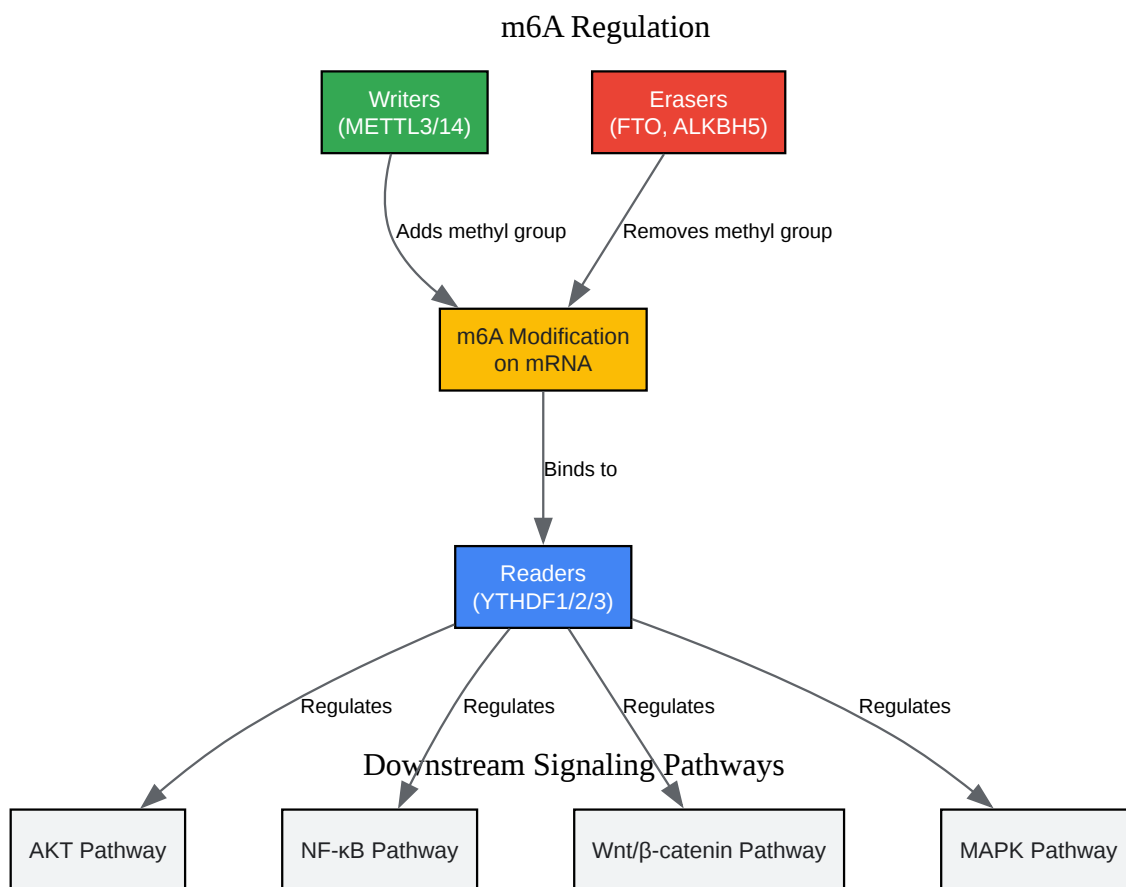 m6A Regulation
Writers
(METTL3/14)
Erasers
(FTO, ALKBH5)
Adds methyl group
Removes methyl group
m6A Modification
on mRNA
Binds to
Readers
(YTHDF1/2/3)
Regulates
Regulates
Regulates
Regulates
Downstream Signaling Pathways
AKT Pathway
NF-κB Pathway
Wnt/β-catenin Pathway
MAPK Pathway